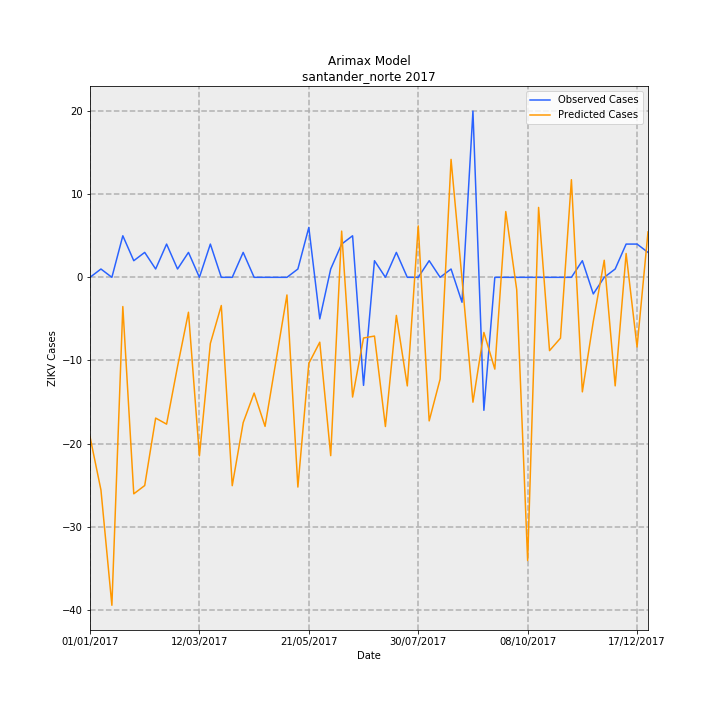 Arimax Model
santander_norte 2017
Observed Cases
Predicted Cases
20
10
0
−10
−20
−30
−40
ZIKV Cases
01/01/2017 12/03/2017 21/05/2017 30/07/2017 08/10/2017 17/12/2017
Date